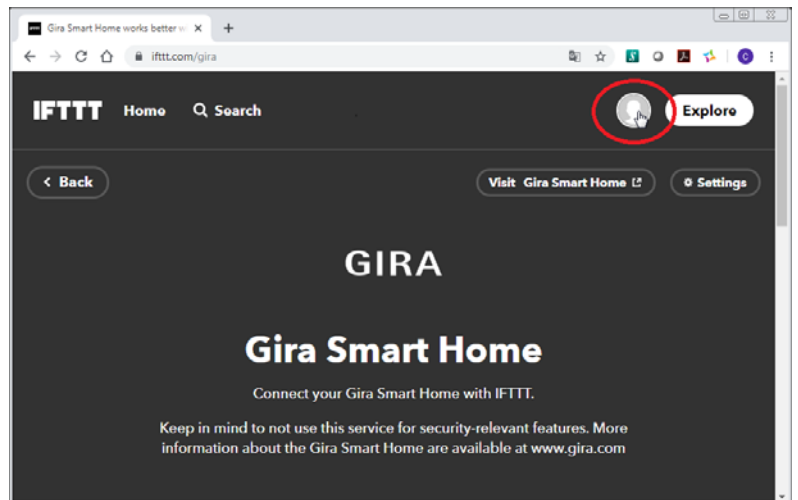 Gira Smart Home works better w
ifttt.com/gira
IFTTT Home Search Explore
Back Visit Gira Smart Home Settings
GIRA
Gira Smart Home
Connect your Gira Smart Home with IFTTT.
Keep in mind to not use this service for security-relevant features. More
information about the Gira Smart Home are available at www.gira.com